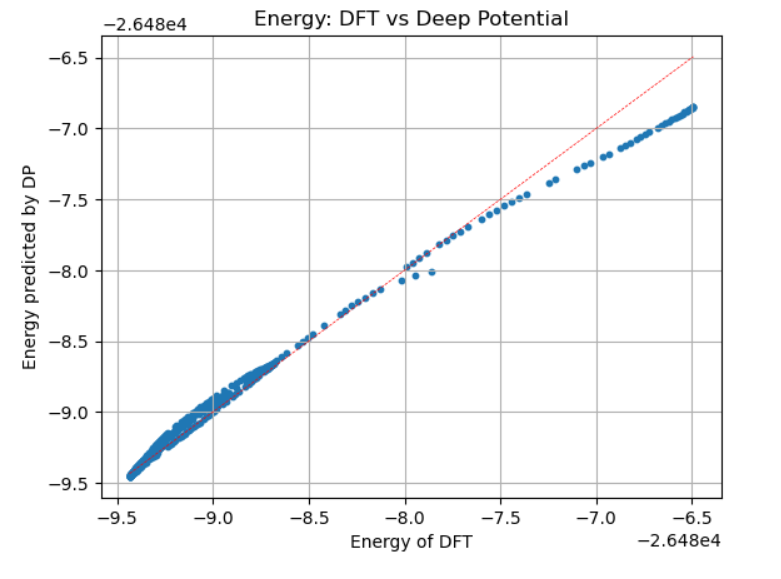 −2.648e4
Energy: DFT vs Deep Potential
−6.5
−7.0
−7.5
−8.0
−8.5
−9.0
−9.5
Energy predicted by DP
−9.5 −9.0 −8.5 −8.0 −7.5 −7.0 −6.5
Energy of DFT
−2.648e4